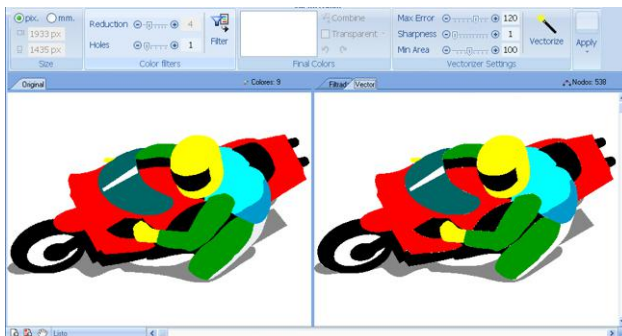 pix. mm.
1933 px
1435 px
Size
Reduction 4
Holes 1
Filter
Color filters
Combine
Transparent
Final Colors
Max Error 120
Sharpness 1
Min Area 100
Vectorize
Vectorizer Settings
Apply
Original
Colores: 9
Filtrado Vector
Nodos: 538
Listo